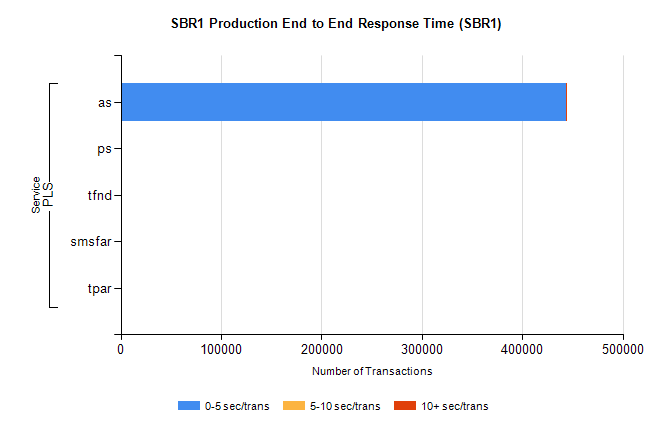 SBR1 Production End to End Response Time (SBR1)
as
ps
tfnd
smsfar
tpar
Service
PLS
0
100000
200000
300000
400000
500000
Number of Transactions
0-5 sec/trans
5-10 sec/trans
10+ sec/trans